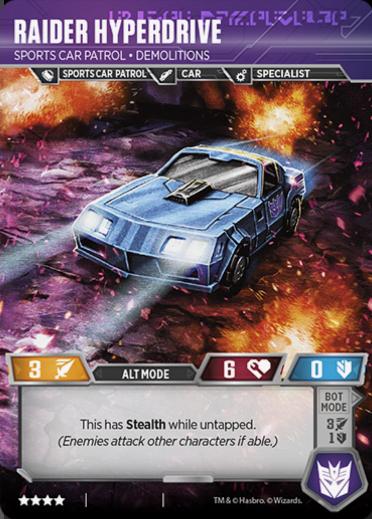 RAIDER HYPERDRIVE
SPORTS CAR PATROL • DEMOLITIONS
SPORTS CAR PATROL CAR SPECIALIST
3 ALT MODE 6 0
This has Stealth while untapped.
(Enemies attack other characters if able.)
BOT
MODE
3
1
TM & © Hasbro. © Wizards.